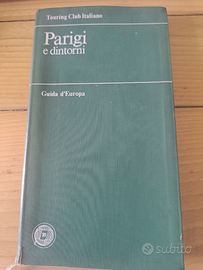 Touring Club Italiano
Parigi
e dintorni
Guida d'Europa
subito